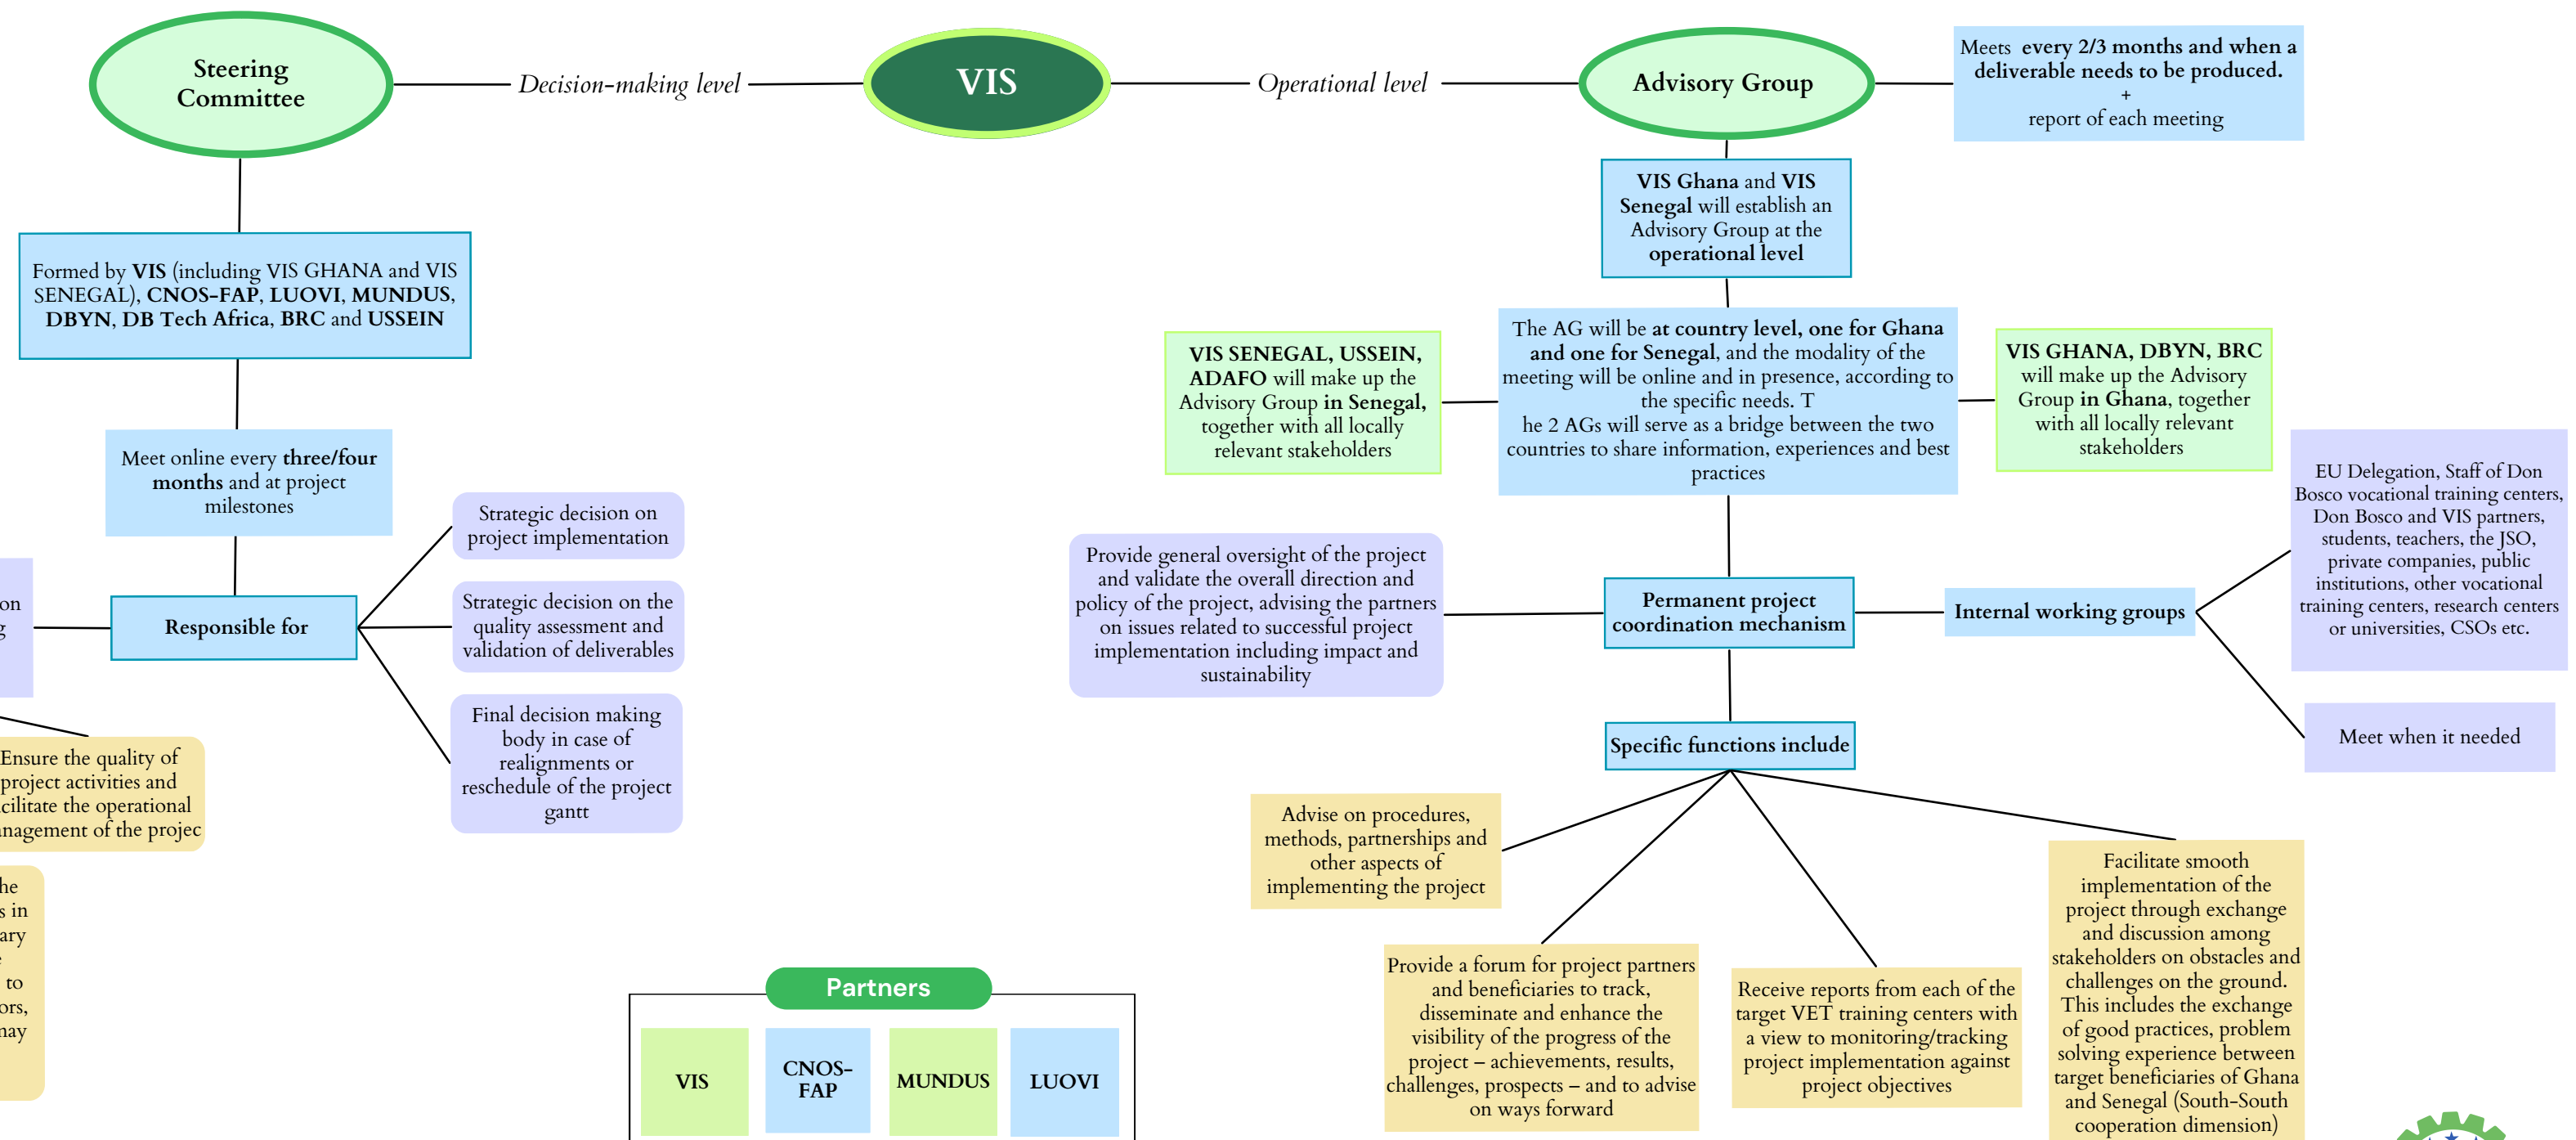 Steering
Committee
Decision-making level
VIS
Operational level
Advisory Group
Meets every 2/3 months and when a
deliverable needs to be produced.
+
report of each meeting
VIS Ghana and VIS
Senegal will establish an
Advisory Group at the
operational level
Formed by VIS (including VIS GHANA and VIS
SENEGAL), CNOS-FAP, LUOVI, MUNDUS,
DBYN, DB Tech Africa, BRC and USSEIN
The AG will be at country level, one for Ghana
and one for Senegal, and the modality of the
meeting will be online and in presence, according to
the specific needs. T
he 2 AGs will serve as a bridge between the two
countries to share information, experiences and best
practices
VIS SENEGAL, USSEIN,
ADAFO will make up the
Advisory Group in Senegal,
together with all locally
relevant stakeholders
VIS GHANA, DBYN, BRC
will make up the Advisory
Group in Ghana, together
with all locally relevant
stakeholders
Meet online every three/four
months and at project
milestones
Responsible for
Strategic decision on
project implementation
Strategic decision on the
quality assessment and
validation of deliverables
Final decision making
body in case of
realignments or
reschedule of the project
gantt
on
g
Ensure the quality of
project activities and
cilitate the operational
nagement of the projec
he
s in
ary
e
to
ors,
may
Provide general oversight of the project
and validate the overall direction and
policy of the project, advising the partners
on issues related to successful project
implementation including impact and
sustainability
Permanent project
coordination mechanism
Internal working groups
EU Delegation, Staff of Don
Bosco vocational training centers,
Don Bosco and VIS partners,
students, teachers, the JSO,
private companies, public
institutions, other vocational
training centers, research centers
or universities, CSOs etc.
Meet when it needed
Specific functions include
Advise on procedures,
methods, partnerships and
other aspects of
implementing the project
Provide a forum for project partners
and beneficiaries to track,
disseminate and enhance the
visibility of the progress of the
project – achievements, results,
challenges, prospects – and to advise
on ways forward
Receive reports from each of the
target VET training centers with
a view to monitoring/tracking
project implementation against
project objectives
Facilitate smooth
implementation of the
project through exchange
and discussion among
stakeholders on obstacles and
challenges on the ground.
This includes the exchange
of good practices, problem
solving experience between
target beneficiaries of Ghana
and Senegal (South-South
cooperation dimension)
Partners
VIS
CNOS-
FAP
MUNDUS
LUOVI